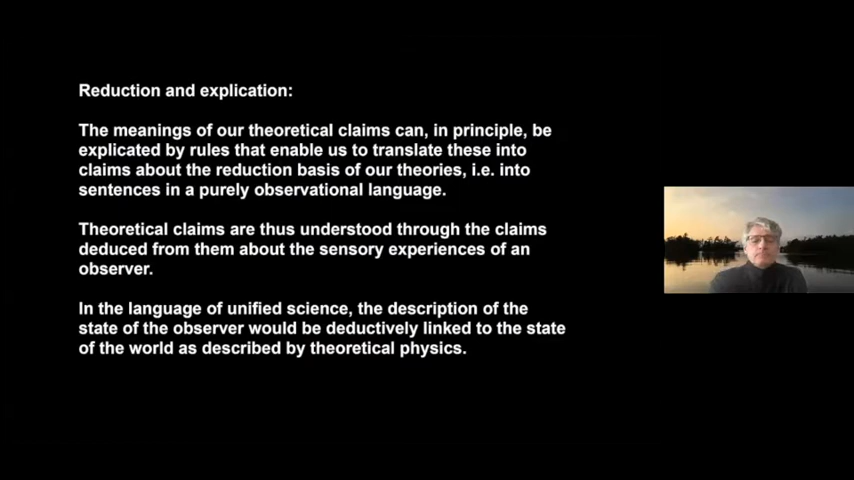 Reduction and explication:
The meanings of our theoretical claims can, in principle, be
explicated by rules that enable us to translate these into
claims about the reduction basis of our theories, i.e. into
sentences in a purely observational language.
Theoretical claims are thus understood through the claims
deduced from them about the sensory experiences of an
observer.
In the language of unified science, the description of the
state of the observer would be deductively linked to the state
of the world as described by theoretical physics.